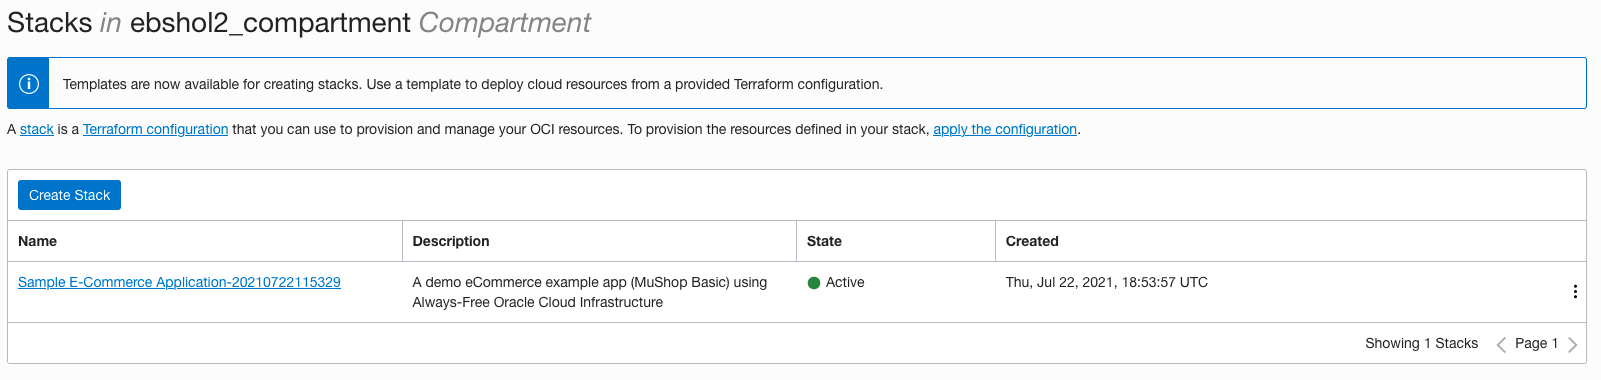 Stacks in ebshol2_compartment Compartment
Templates are now available for creating stacks. Use a template to deploy cloud resources from a provided Terraform configuration.
A stack is a Terraform configuration that you can use to provision and manage your OCI resources. To provision the resources defined in your stack, apply the configuration.
Create Stack
Name Description State Created
Sample E-Commerce Application-20210722115329 A demo eCommerce example app (MuShop Basic) using Active Thu, Jul 22, 2021, 18:53:57 UTC
Always-Free Oracle Cloud Infrastructure
Showing 1 Stacks Page 1